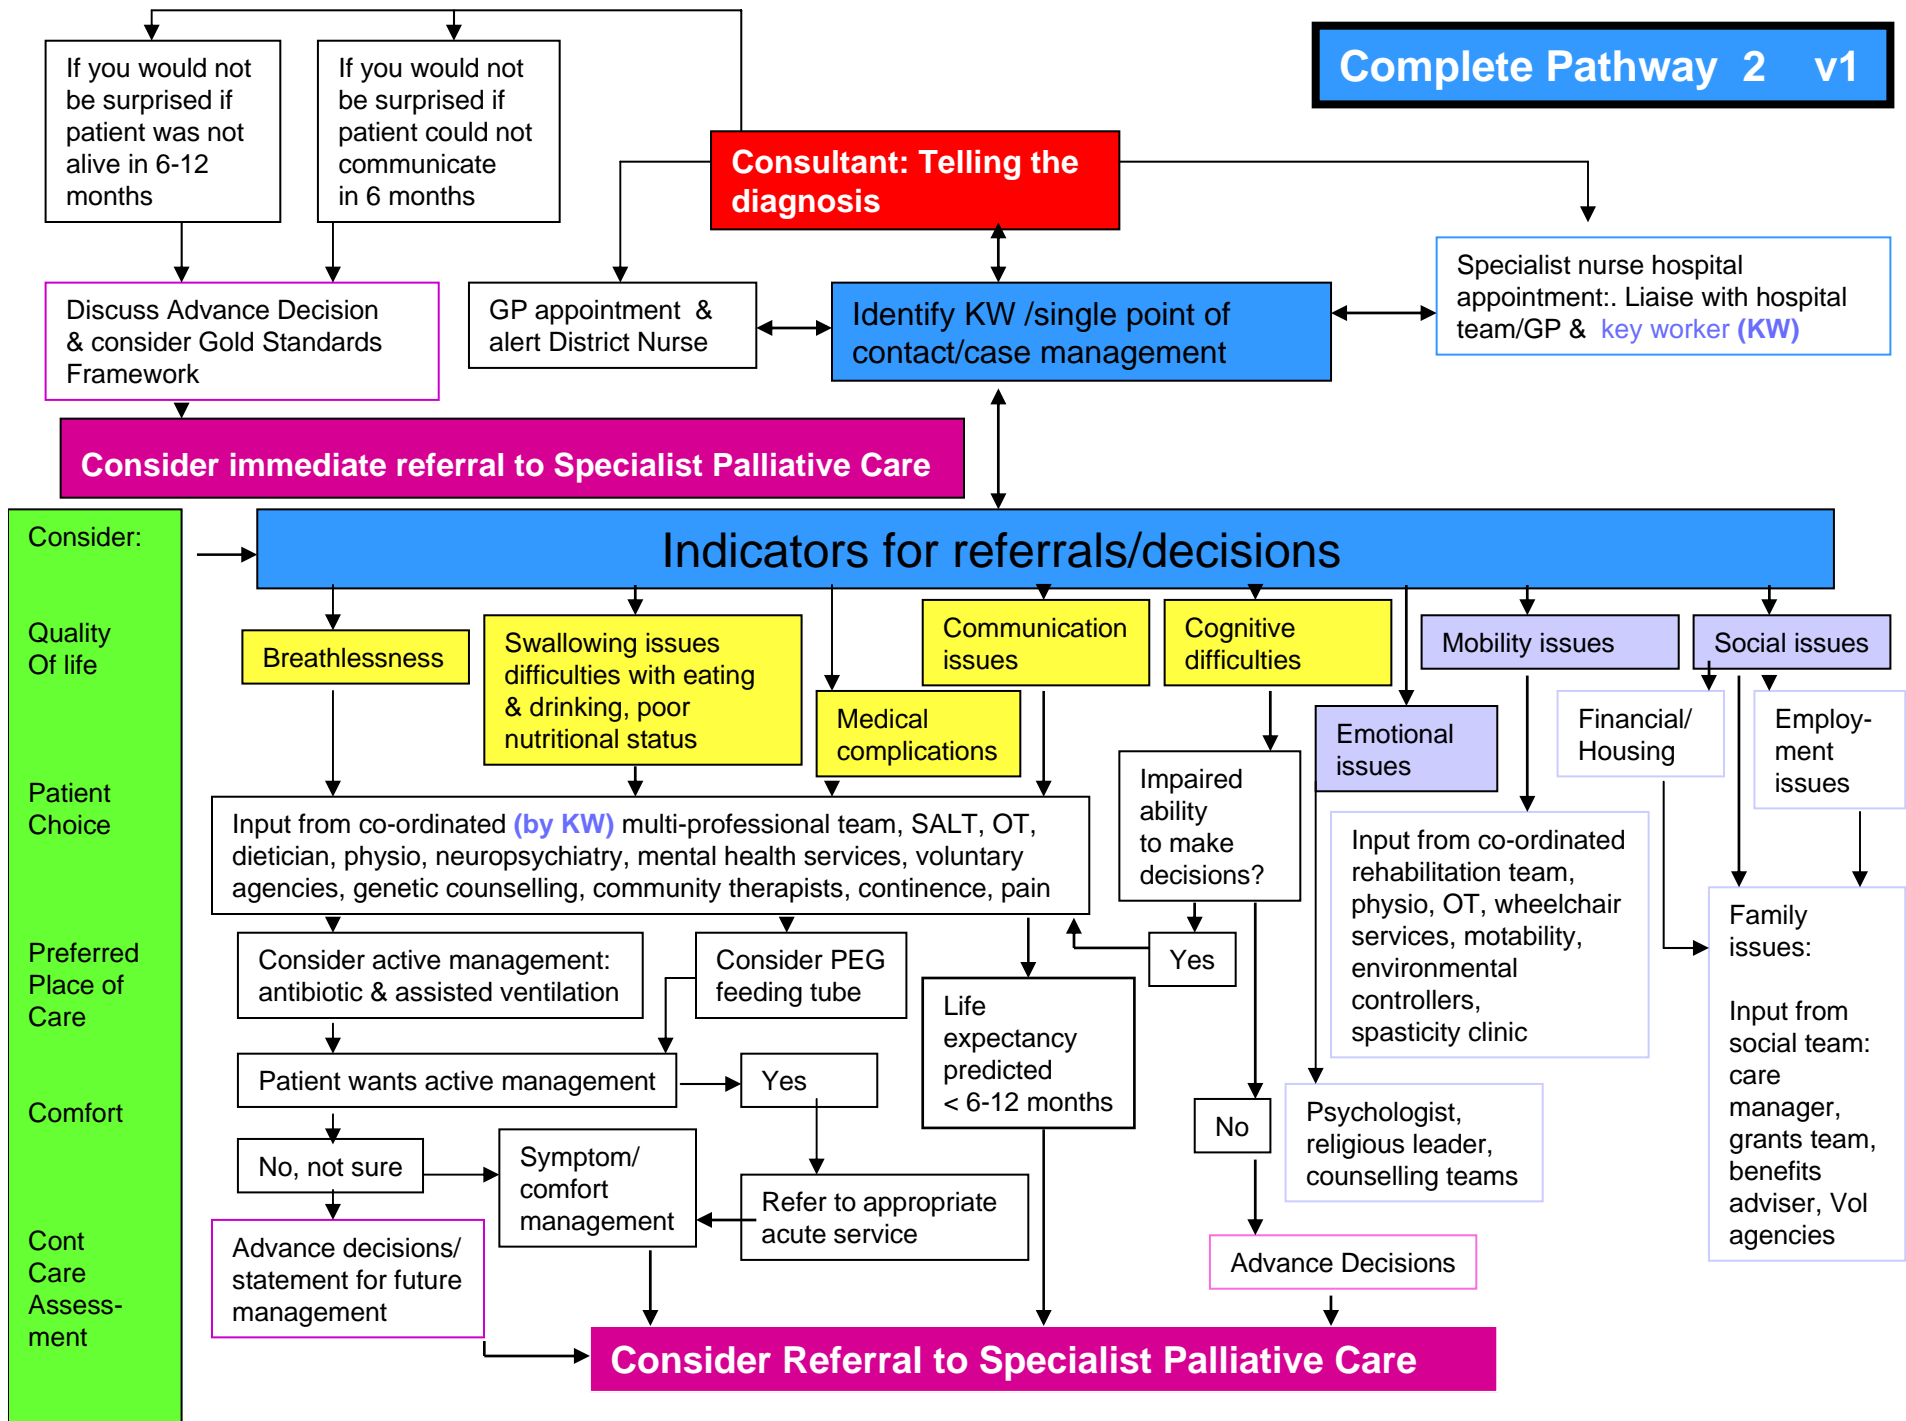 Complete Pathway 2 v1
If you would not
be surprised if
patient was not
alive in 6-12
months
If you would not
be surprised if
patient could not
communicate
in 6 months
Consultant: Telling the
diagnosis
Discuss Advance Decision
& consider Gold Standards
Framework
GP appointment &
alert District Nurse
Identify KW /single point of
contact/case management
Specialist nurse hospital
appointment:. Liaise with hospital
team/GP & key worker (KW)
Consider immediate referral to Specialist Palliative Care
Consider:
Quality
Of life
Patient
Choice
Preferred
Place of
Care
Comfort
Cont
Care
Assess-
ment
Indicators for referrals/decisions
Breathlessness
Swallowing issues
difficulties with eating
& drinking, poor
nutritional status
Medical
complications
Communication
issues
Cognitive
difficulties
Emotional
issues
Mobility issues
Social issues
Financial/
Housing
Employ-
ment
issues
Impaired
ability
to make
decisions?
Input from co-ordinated (by KW) multi-professional team, SALT, OT,
dietician, physio, neuropsychiatry, mental health services, voluntary
agencies, genetic counselling, community therapists, continence, pain
Input from co-ordinated
rehabilitation team,
physio, OT, wheelchair
services, motability,
environmental
controllers,
spasticity clinic
Family
issues:
Input from
social team:
care
manager,
grants team,
benefits
adviser, Vol
agencies
Consider active management:
antibiotic & assisted ventilation
Consider PEG
feeding tube
Life
expectancy
predicted
< 6-12 months
Yes
Patient wants active management
Yes
No
Psychologist,
religious leader,
counselling teams
No, not sure
Symptom/
comfort
management
Refer to appropriate
acute service
Advance decisions/
statement for future
management
Advance Decisions
Consider Referral to Specialist Palliative Care